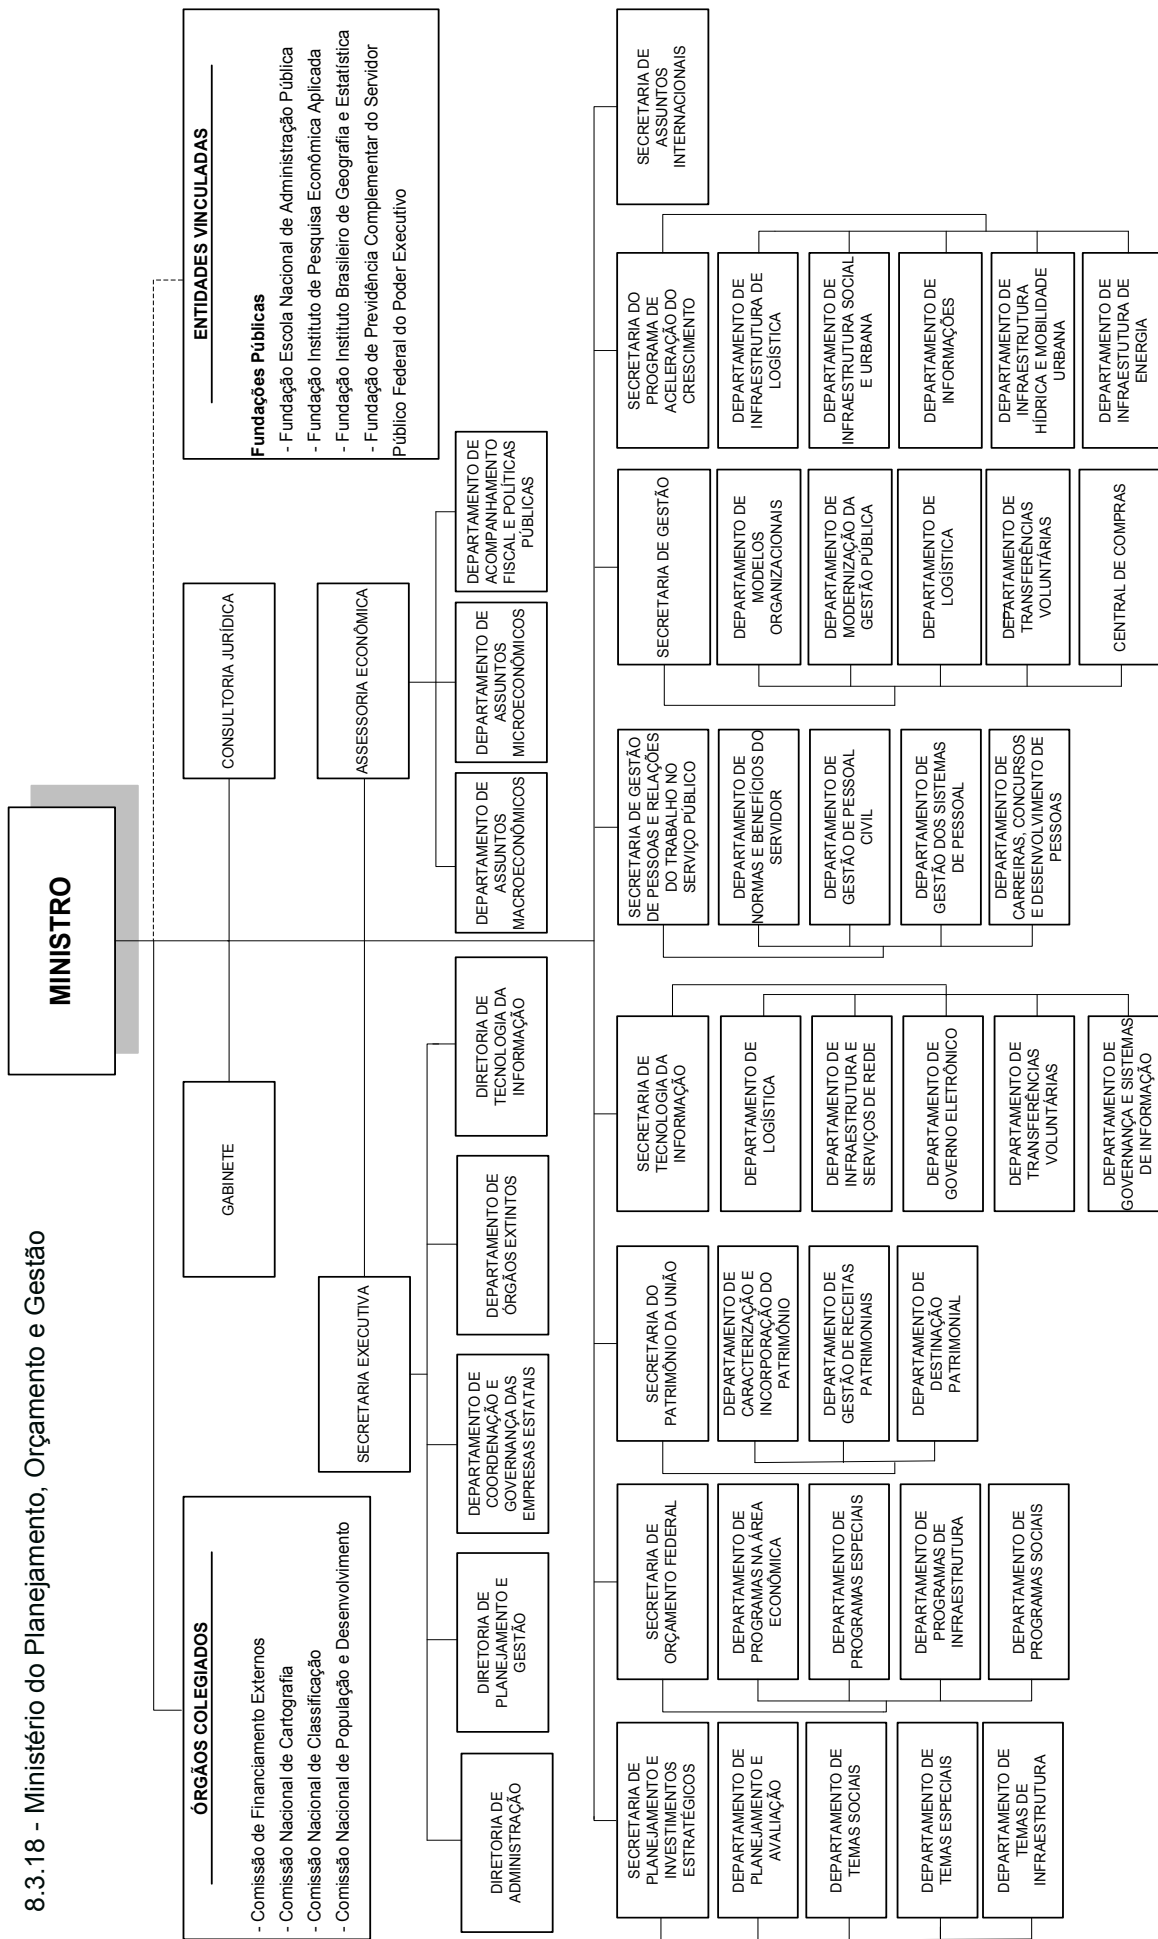 8.3.18 - Ministério do Planejamento, Orçamento e Gestão
MINISTRO
ÓRGÃOS COLEGIADOS
- Comissão de Financiamento Externos
- Comissão Nacional de Cartografia
- Comissão Nacional de Classificação
- Comissão Nacional de População e Desenvolvimento
GABINETE
CONSULTORIA JURÍDICA
ENTIDADES VINCULADAS
Fundações Públicas
- Fundação Escola Nacional de Administração Pública
- Fundação Instituto de Pesquisa Econômica Aplicada
- Fundação Instituto Brasileiro de Geografia e Estatística
- Fundação de Previdência Complementar do Servidor
Público Federal do Poder Executivo
SECRETARIA EXECUTIVA
ASSESSORIA ECONÔMICA
DIRETORIA DE
ADMINISTRAÇÃO
DIRETORIA DE
PLANEJAMENTO E
GESTÃO
DEPARTAMENTO DE
COORDENAÇÃO E
GOVERNANÇA DAS
EMPRESAS ESTATAIS
DEPARTAMENTO DE
ÓRGÃOS EXTINTOS
DIRETORIA DE
TECNOLOGIA DA
INFORMAÇÃO
DEPARTAMENTO DE
ASSUNTOS
MACROECONÔMICOS
DEPARTAMENTO DE
ASSUNTOS
MICROECONÔMICOS
DEPARTAMENTO DE
ACOMPANHAMENTO
FISCAL E POLÍTICAS
PÚBLICAS
SECRETARIA DE
PLANEJAMENTO E
INVESTIMENTOS
ESTRATÉGICOS
DEPARTAMENTO DE
PLANEJAMENTO E
AVALIAÇÃO
DEPARTAMENTO DE
TEMAS SOCIAIS
DEPARTAMENTO DE
TEMAS ESPECIAIS
DEPARTAMENTO DE
TEMAS DE
INFRAESTRUTURA
SECRETARIA DE
ORÇAMENTO FEDERAL
DEPARTAMENTO DE
PROGRAMAS NA ÁREA
ECONÔMICA
DEPARTAMENTO DE
PROGRAMAS ESPECIAIS
DEPARTAMENTO DE
PROGRAMAS DE
INFRAESTRUTURA
DEPARTAMENTO DE
PROGRAMAS SOCIAIS
SECRETARIA DO
PATRIMÔNIO DA UNIÃO
DEPARTAMENTO DE
CARACTERIZAÇÃO E
INCORPORAÇÃO DO
PATRIMÔNIO
DEPARTAMENTO DE
GESTÃO DE RECEITAS
PATRIMONIAIS
DEPARTAMENTO DE
DESTINAÇÃO
PATRIMONIAL
SECRETARIA DE
TECNOLOGIA DA
INFORMAÇÃO
DEPARTAMENTO DE
LOGÍSTICA
DEPARTAMENTO DE
INFRAESTRUTURA E
SERVIÇOS DE REDE
DEPARTAMENTO DE
GOVERNO ELETRÔNICO
DEPARTAMENTO DE
TRANSFERÊNCIAS
VOLUNTÁRIAS
DEPARTAMENTO DE
GOVERNANÇA E SISTEMAS
DE INFORMAÇÃO
SECRETARIA DE GESTÃO
DE PESSOAS E RELAÇÕES
DO TRABALHO NO
SERVIÇO PÚBLICO
DEPARTAMENTO DE
NORMAS E BENEFÍCIOS DO
SERVIDOR
DEPARTAMENTO DE
GESTÃO DE PESSOAL
CIVIL
DEPARTAMENTO DE
GESTÃO DOS SISTEMAS
DE PESSOAL
DEPARTAMENTO DE
CARREIRAS, CONCURSOS
E DESENVOLVIMENTO DE
PESSOAS
SECRETARIA DE GESTÃO
DEPARTAMENTO DE
MODELOS
ORGANIZACIONAIS
DEPARTAMENTO DE
MODERNIZAÇÃO DA
GESTÃO PÚBLICA
DEPARTAMENTO DE
LOGÍSTICA
DEPARTAMENTO DE
TRANSFERÊNCIAS
VOLUNTÁRIAS
CENTRAL DE COMPRAS
SECRETARIA DO
PROGRAMA DE
ACELERAÇÃO DO
CRESCIMENTO
DEPARTAMENTO DE
INFRAESTRUTURA DE
LOGÍSTICA
DEPARTAMENTO DE
INFRAESTRUTURA SOCIAL
E URBANA
DEPARTAMENTO DE
INFORMAÇÕES
DEPARTAMENTO DE
INFRAESTRUTURA
HÍDRICA E MOBILIDADE
URBANA
DEPARTAMENTO DE
INFRAESTUTURA DE
ENERGIA
SECRETARIA DE
ASSUNTOS
INTERNACIONAIS